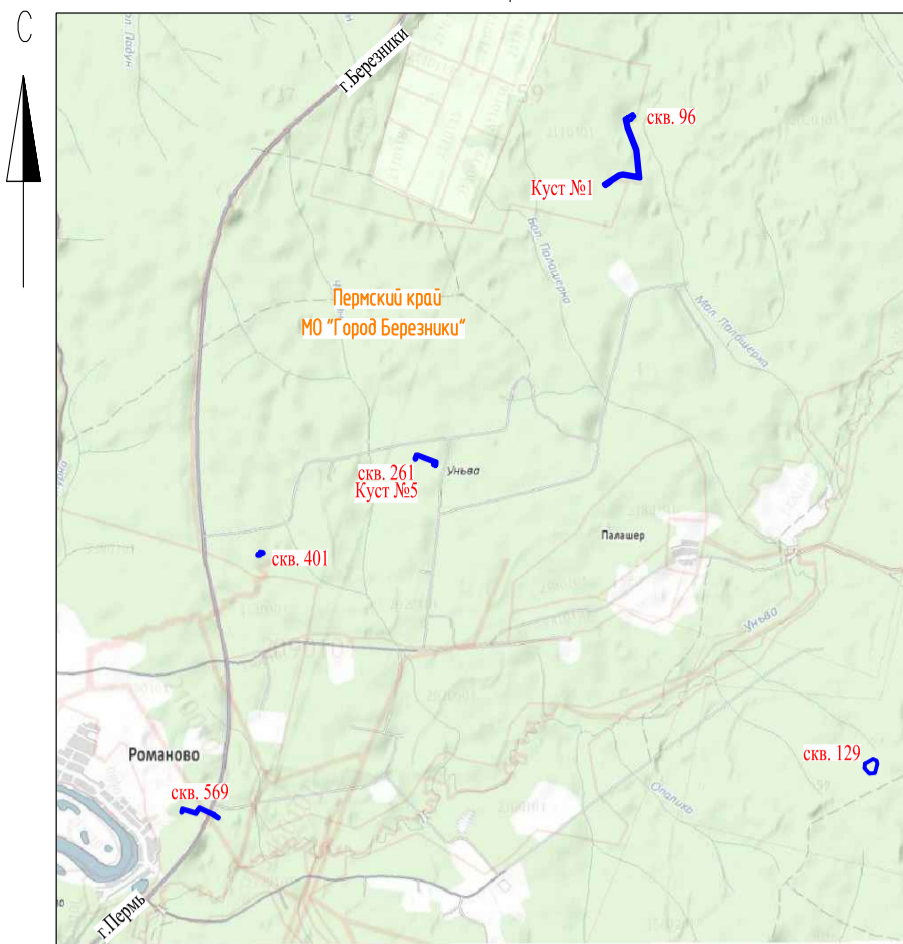 С
г.Березники
59
скв. 96
Куст №1
Бол. Палашерка
Мал. Палашерка
Пермский край
МО "Город Березники"
скв. 261
Куст №5
Уньва
скв. 401
Палашер
Уньва
Романово
скв. 569
скв. 129
г.Пермь